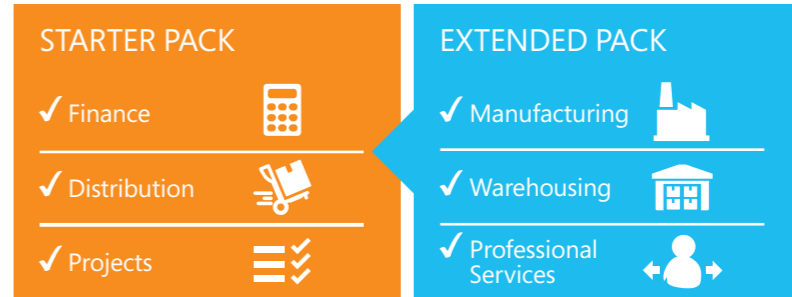 STARTER PACK
✓ Finance
✓ Distribution
✓ Projects
EXTENDED PACK
✓ Manufacturing
✓ Warehousing
✓ Professional
Services